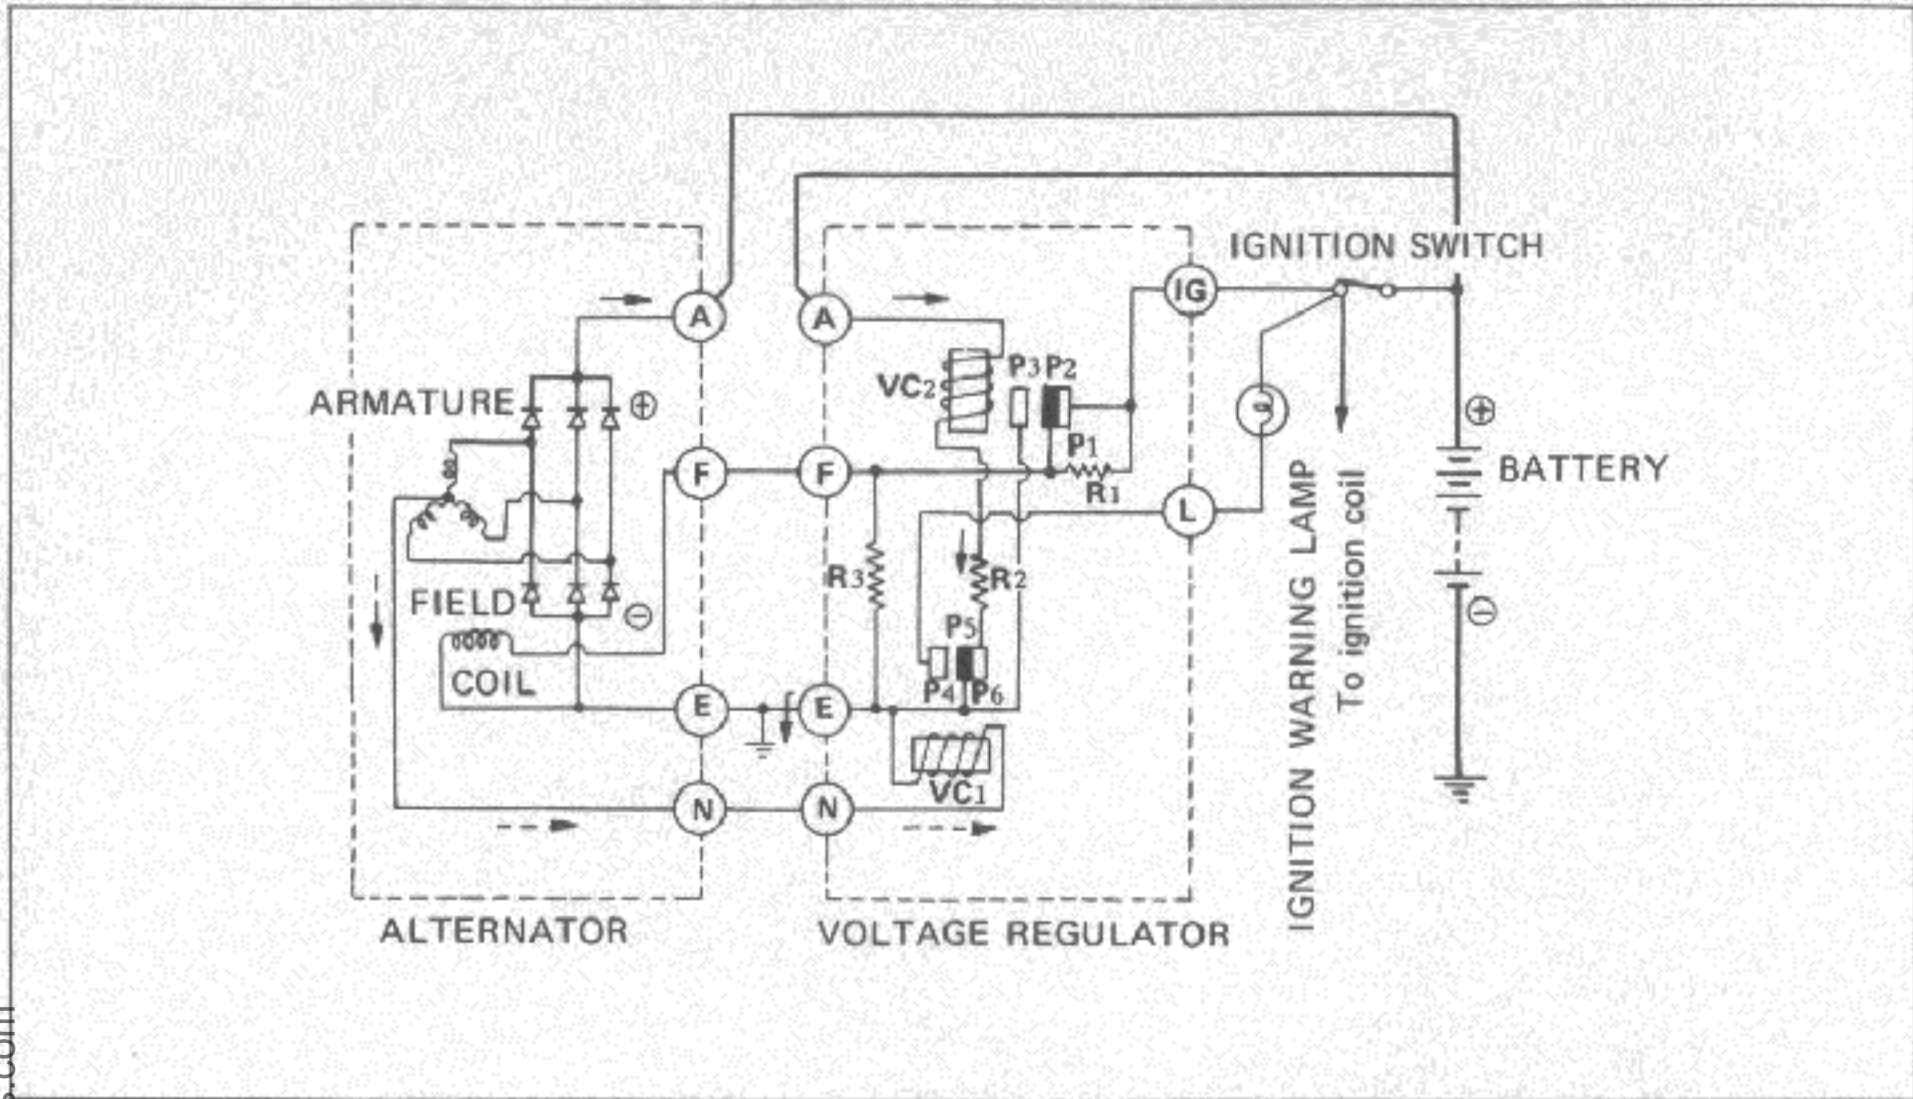 IGNITION SWITCH
IG
A
A
P3 P2
VC2
ARMATURE
⊕
⊕
P1
F
F
R1
BATTERY
L
R3
R2
FIELD
⊖
⊖
P5
COIL
P4 P6
E
E
VC1
N
N
IGNITION WARNING LAMP
To ignition coil
ALTERNATOR
VOLTAGE REGULATOR
.com